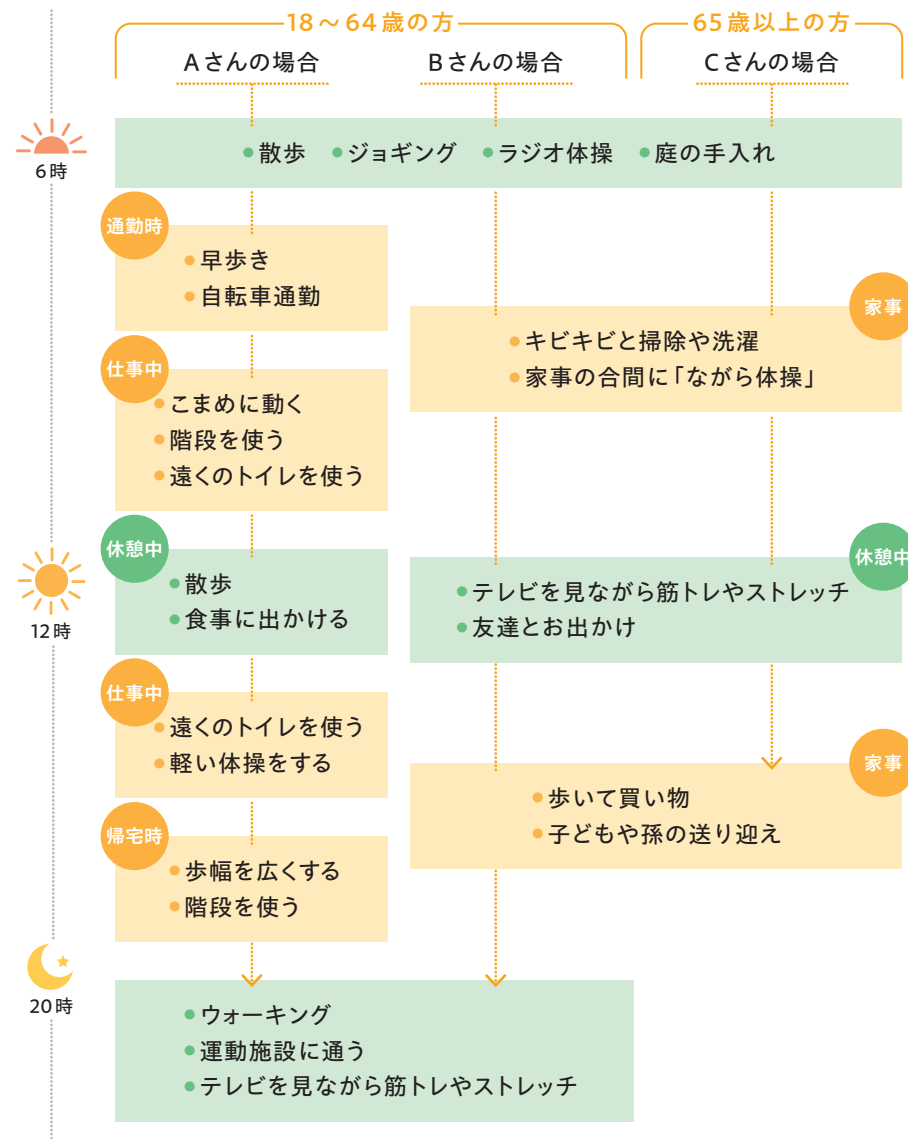 18～64歳の方
65歳以上の方
Aさんの場合
Bさんの場合
Cさんの場合
6時
●散歩 ●ジョギング ●ラジオ体操 ●庭の手入れ
通勤時
●早歩き
●自転車通勤
家事
●キビキビと掃除や洗濯
●家事の合間に「ながら体操」
仕事中
●こまめに動く
●階段を使う
●遠くのトイレを使う
12時
休憩中
●散歩
●食事に出かける
休憩中
●テレビを見ながら筋トレやストレッチ
●友達とお出かけ
仕事中
●遠くのトイレを使う
●軽い体操をする
家事
●歩いて買い物
●子どもや孫の送り迎え
帰宅時
●歩幅を広くする
●階段を使う
20時
●ウォーキング
●運動施設に通う
●テレビを見ながら筋トレやストレッチ